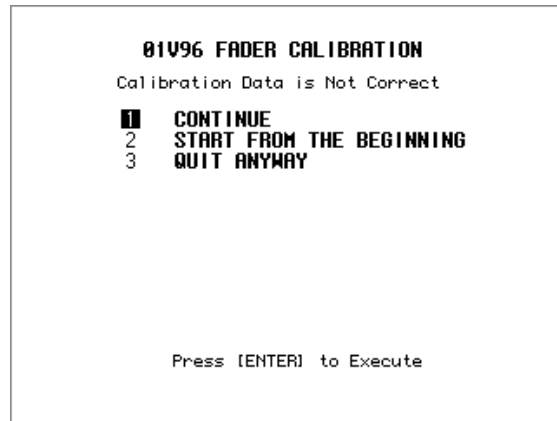 01V96 FADER CALIBRATION
Calibration Data is Not Correct
1 CONTINUE
2 START FROM THE BEGINNING
3 QUIT ANYWAY
Press [ENTER] to Execute